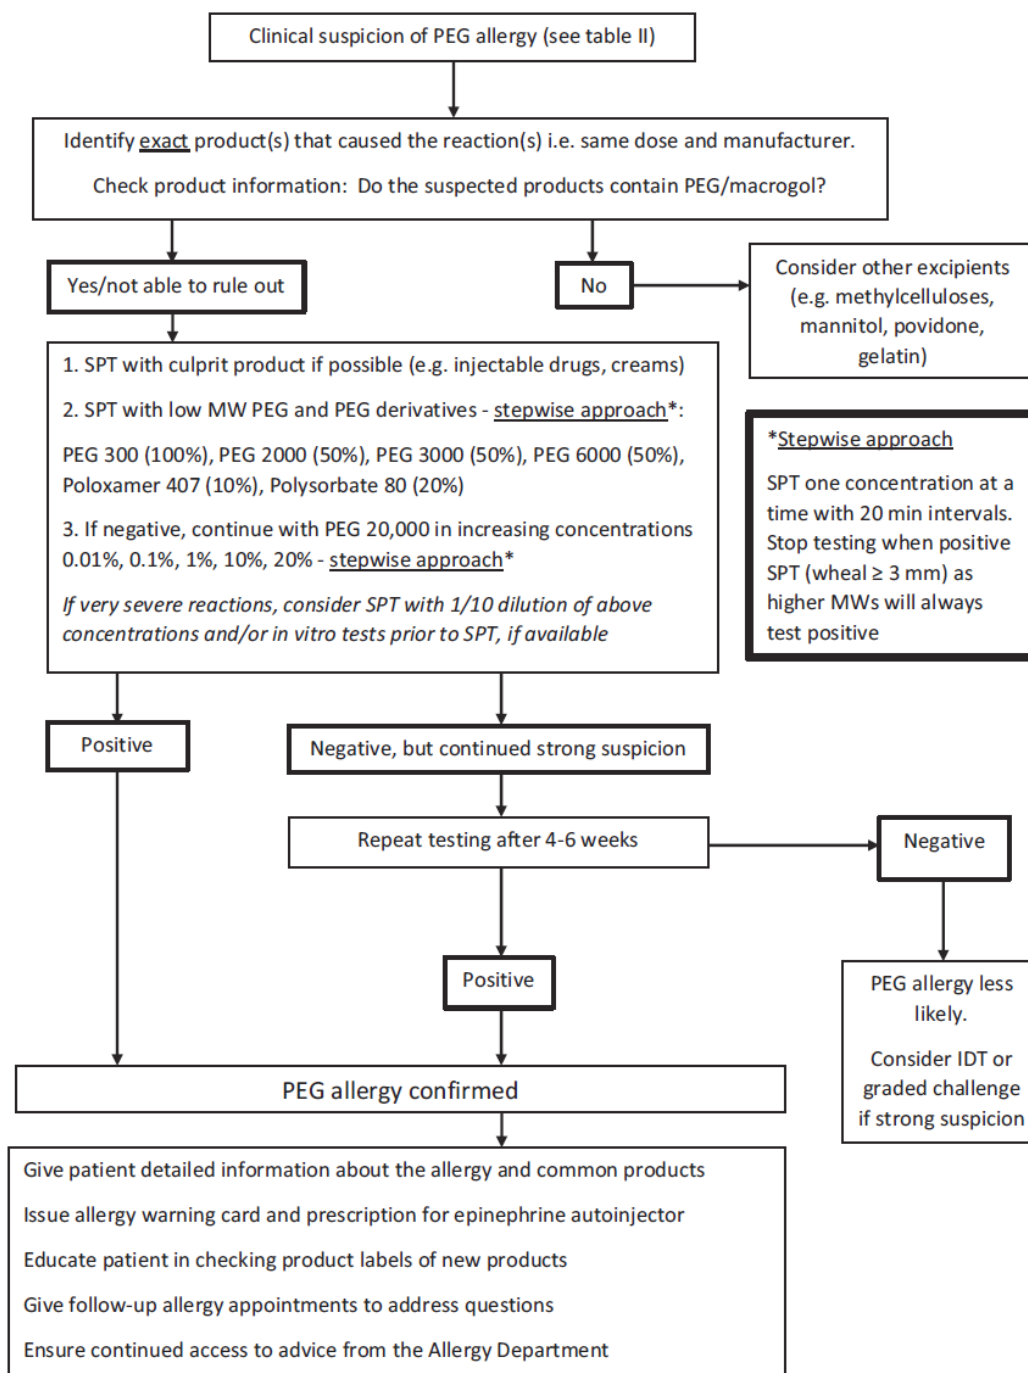 Clinical suspicion of PEG allergy (see table II)
Identify exact product(s) that caused the reaction(s) i.e. same dose and manufacturer.
Check product information: Do the suspected products contain PEG/macrogol?
Yes/not able to rule out
No
Consider other excipients
(e.g. methylcelluloses,
mannitol, povidone,
gelatin)
1. SPT with culprit product if possible (e.g. injectable drugs, creams)
2. SPT with low MW PEG and PEG derivatives - stepwise approach*:
PEG 300 (100%), PEG 2000 (50%), PEG 3000 (50%), PEG 6000 (50%),
Poloxamer 407 (10%), Polysorbate 80 (20%)
3. If negative, continue with PEG 20,000 in increasing concentrations
0.01%, 0.1%, 1%, 10%, 20% - stepwise approach*
If very severe reactions, consider SPT with 1/10 dilution of above
concentrations and/or in vitro tests prior to SPT, if available
*Stepwise approach
SPT one concentration at a
time with 20 min intervals.
Stop testing when positive
SPT (wheal ≥ 3 mm) as
higher MWs will always
test positive
Positive
Negative, but continued strong suspicion
Repeat testing after 4-6 weeks
Negative
Positive
PEG allergy less
likely.
Consider IDT or
graded challenge
if strong suspicion
PEG allergy confirmed
Give patient detailed information about the allergy and common products
Issue allergy warning card and prescription for epinephrine autoinjector
Educate patient in checking product labels of new products
Give follow-up allergy appointments to address questions
Ensure continued access to advice from the Allergy Department